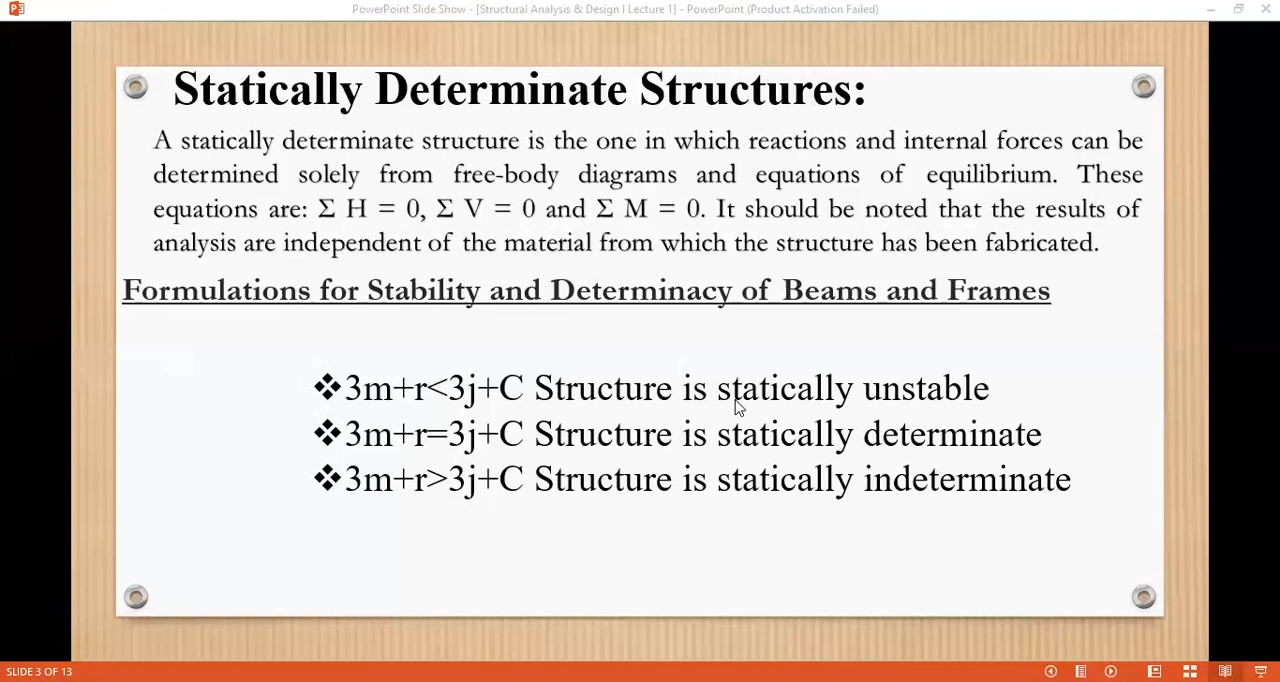 PowerPoint Slide Show - [Structural Analysis & Design I Lecture 1] - PowerPoint (Product Activation Failed)
Statically Determinate Structures:
A statically determinate structure is the one in which reactions and internal forces can be
determined solely from free-body diagrams and equations of equilibrium. These
equations are: Σ H = 0, Σ V = 0 and Σ M = 0. It should be noted that the results of
analysis are independent of the material from which the structure has been fabricated.
Formulations for Stability and Determinacy of Beams and Frames
❖3m+r<3j+C Structure is statically unstable
❖3m+r=3j+C Structure is statically determinate
❖3m+r>3j+C Structure is statically indeterminate
SLIDE 3 OF 13